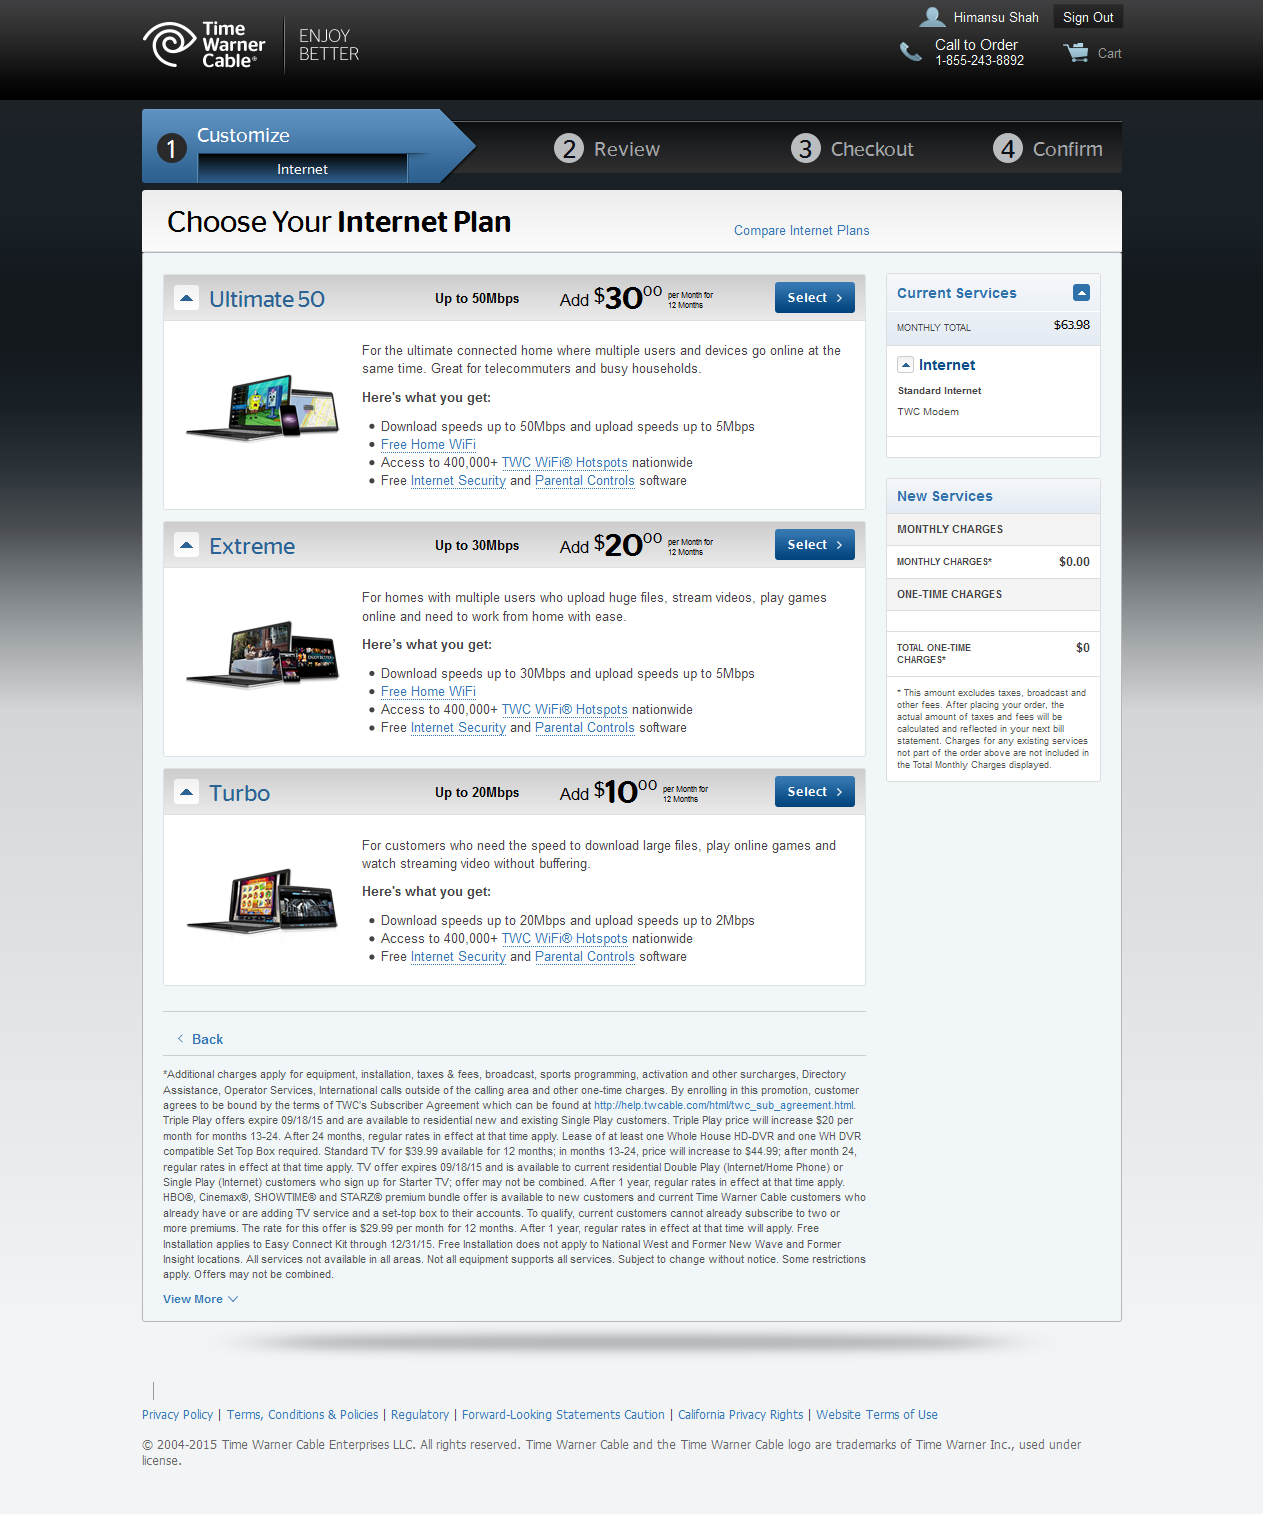 Time Warner Cable®
ENJOY BETTER
Himansu Shah
Sign Out
Call to Order
1-855-243-8892
Cart
1 Customize
Internet
2 Review
3 Checkout
4 Confirm
Choose Your Internet Plan
Compare Internet Plans
Ultimate 50 Up to 50Mbps Add $30 00 per Month for 12 Months Select
For the ultimate connected home where multiple users and devices go online at the
same time. Great for telecommuters and busy households.
Here's what you get:
• Download speeds up to 50Mbps and upload speeds up to 5Mbps
• Free Home WiFi
• Access to 400,000+ TWC WiFi® Hotspots nationwide
• Free Internet Security and Parental Controls software
Extreme Up to 30Mbps Add $20 00 per Month for 12 Months Select
For homes with multiple users who upload huge files, stream videos, play games
online and need to work from home with ease.
Here's what you get:
• Download speeds up to 30Mbps and upload speeds up to 5Mbps
• Free Home WiFi
• Access to 400,000+ TWC WiFi® Hotspots nationwide
• Free Internet Security and Parental Controls software
Turbo Up to 20Mbps Add $10 00 per Month for 12 Months Select
For customers who need the speed to download large files, play online games and
watch streaming video without buffering.
Here's what you get:
• Download speeds up to 20Mbps and upload speeds up to 2Mbps
• Access to 400,000+ TWC WiFi® Hotspots nationwide
• Free Internet Security and Parental Controls software
Current Services
MONTHLY TOTAL $63.98
Internet
Standard Internet
TWC Modem
New Services
MONTHLY CHARGES
MONTHLY CHARGES* $0.00
ONE-TIME CHARGES
TOTAL ONE-TIME $0
CHARGES*
* This amount excludes taxes, broadcast and
other fees. After placing your order, the
actual amount of taxes and fees will be
calculated and reflected in your next bill
statement. Charges for any existing services
not part of the order above are not included in
the Total Monthly Charges displayed.
Back
*Additional charges apply for equipment, installation, taxes & fees, broadcast, sports programming, activation and other surcharges, Directory
Assistance, Operator Services, International calls outside of the calling area and other one-time charges. By enrolling in this promotion, customer
agrees to be bound by the terms of TWC's Subscriber Agreement which can be found at http://help.twcable.com/html/twc_sub_agreement.html.
Triple Play offers expire 09/18/15 and are available to residential new and existing Single Play customers. Triple Play price will increase $20 per
month for months 13-24. After 24 months, regular rates in effect at that time apply. Lease of at least one Whole House HD-DVR and one WH DVR
compatible Set Top Box required. Standard TV for $39.99 available for 12 months; in months 13-24, price will increase to $44.99; after month 24,
regular rates in effect at that time apply. TV offer expires 09/18/15 and is available to current residential Double Play (Internet/Home Phone) or
Single Play (Internet) customers who sign up for Starter TV; offer may not be combined. After 1 year, regular rates in effect at that time apply.
HBO®, Cinemax®, SHOWTIME® and STARZ® premium bundle offer is available to new customers and current Time Warner Cable customers who
already have or are adding TV service and a set-top box to their accounts. To qualify, current customers cannot already subscribe to two or
more premiums. The rate for this offer is $29.99 per month for 12 months. After 1 year, regular rates in effect at that time will apply. Free
Installation applies to Easy Connect Kit through 12/31/15. Free Installation does not apply to National West and Former New Wave and Former
Insight locations. All services not available in all areas. Not all equipment supports all services. Subject to change without notice. Some restrictions
apply. Offers may not be combined.
View More
Privacy Policy | Terms, Conditions & Policies | Regulatory | Forward-Looking Statements Caution | California Privacy Rights | Website Terms of Use
© 2004-2015 Time Warner Cable Enterprises LLC. All rights reserved. Time Warner Cable and the Time Warner Cable logo are trademarks of Time Warner Inc., used under
license.